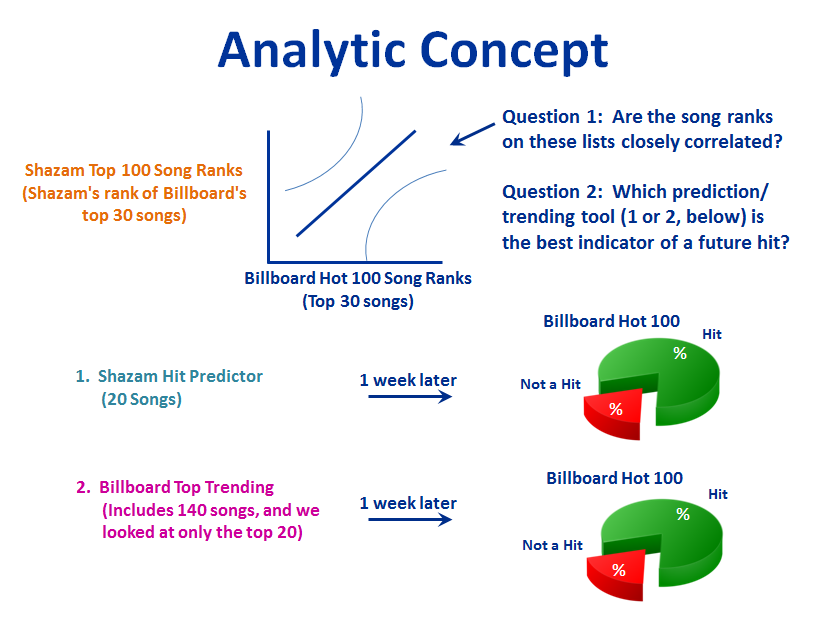 Analytic Concept
Shazam Top 100 Song Ranks
(Shazam's rank of Billboard's
top 30 songs)
Billboard Hot 100 Song Ranks
(Top 30 songs)
Question 1:  Are the song ranks
on these lists closely correlated?
Question 2:  Which prediction/
trending tool (1 or 2, below) is
the best indicator of a future hit?
1.  Shazam Hit Predictor
(20 Songs)
1 week later
Billboard Hot 100
Hit
%
Not a Hit
%
2.  Billboard Top Trending
(Includes 140 songs, and we
looked at only the top 20)
1 week later
Billboard Hot 100
Hit
%
Not a Hit
%